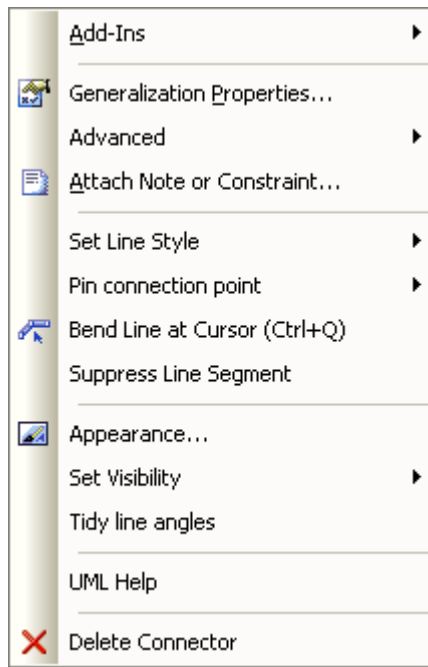 Add-Ins
Generalization Properties...
Advanced
Attach Note or Constraint...
Set Line Style
Pin connection point
Bend Line at Cursor (Ctrl+Q)
Suppress Line Segment
Appearance...
Set Visibility
Tidy line angles
UML Help
Delete Connector